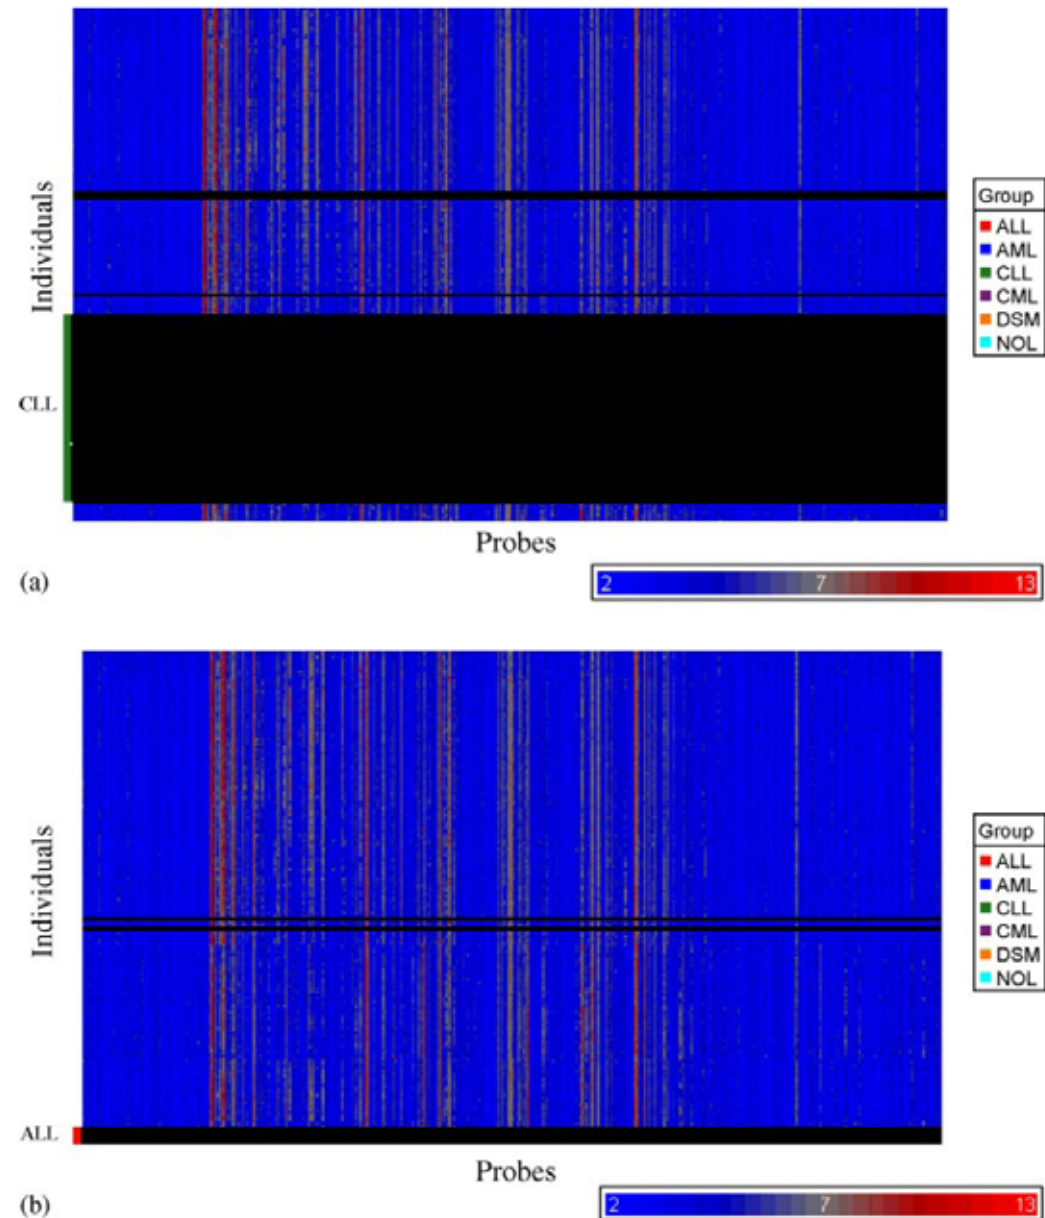 Individuals
CLL
Probes
(a)
2 7 13
Group
ALL
AML
CLL
CML
DSM
NOL
Individuals
ALL
Probes
(b)
2 7 13
Group
ALL
AML
CLL
CML
DSM
NOL